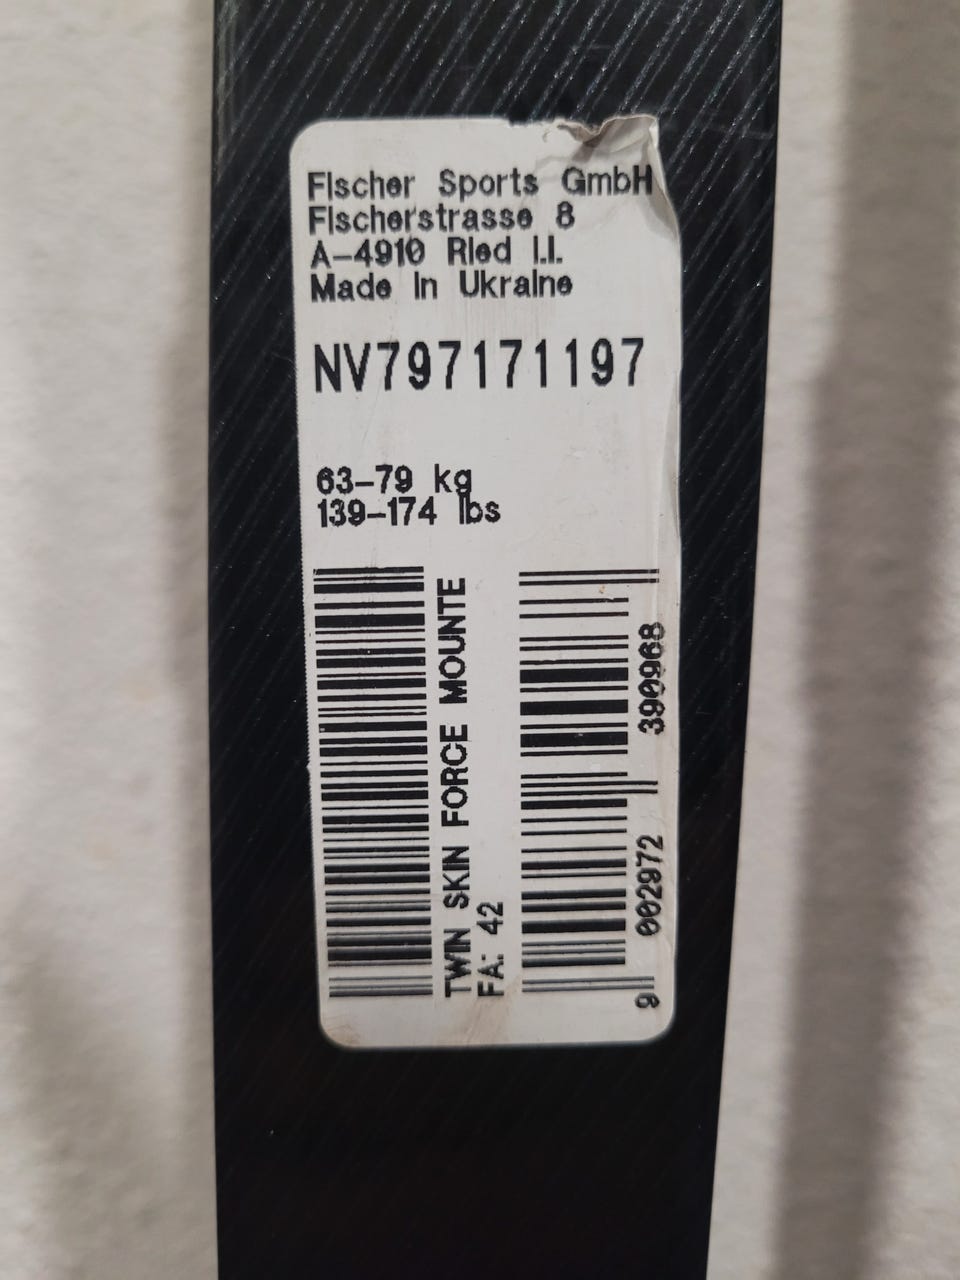 Fischer Sports GmbH
Fischerstrasse 8
A-4910 Ried I.I.
Made in Ukraine
NV797171197
63-79 kg
139-174 lbs
TWIN SKIN FORCE MOUNTE
FA: 42
9 002972 390968